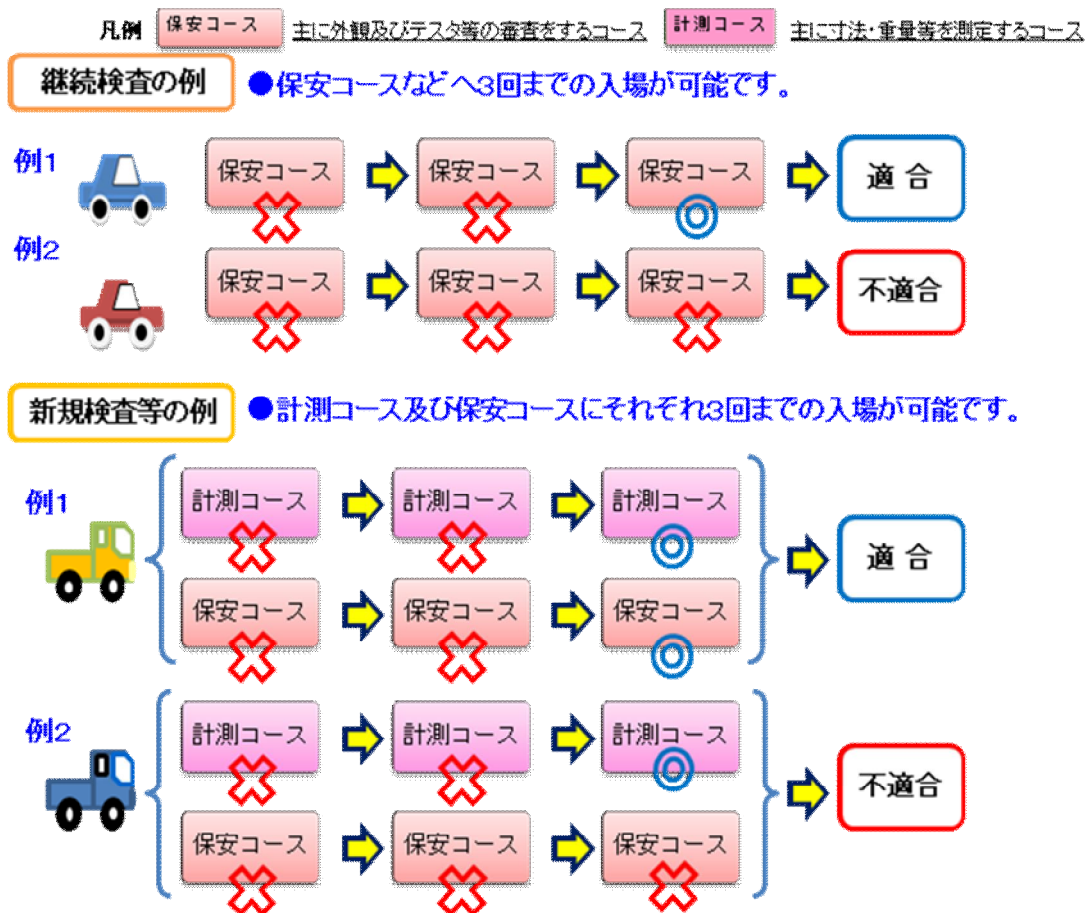 凡例 保安コース 主に外観及びテスタ等の審査をするコース 計測コース 主に寸法・重量等を測定するコース
継続検査の例 ●保安コースなどへ3回までの入場が可能です。
例1 保安コース 保安コース 保安コース 適合
例2 保安コース 保安コース 保安コース 不適合
新規検査等の例 ●計測コース及び保安コースにそれぞれ3回までの入場が可能です。
例1
計測コース 計測コース 計測コース
適合
保安コース 保安コース 保安コース
例2
計測コース 計測コース 計測コース
不適合
保安コース 保安コース 保安コース